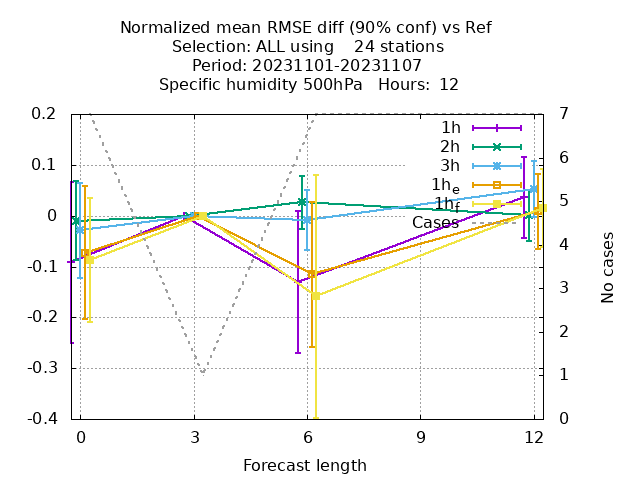 Normalized mean RMSE diff (90% conf) vs Ref
Selection: ALL using    24 stations
Period: 20231101-20231107
Specific humidity 500hPa   Hours:  12
0.2
0.1
0
-0.1
-0.2
-0.3
-0.4
7
6
5
4
3
2
1
0
1h
2h
3h
1he
1hf
Cases
No cases
0
3
6
9
12
Forecast length